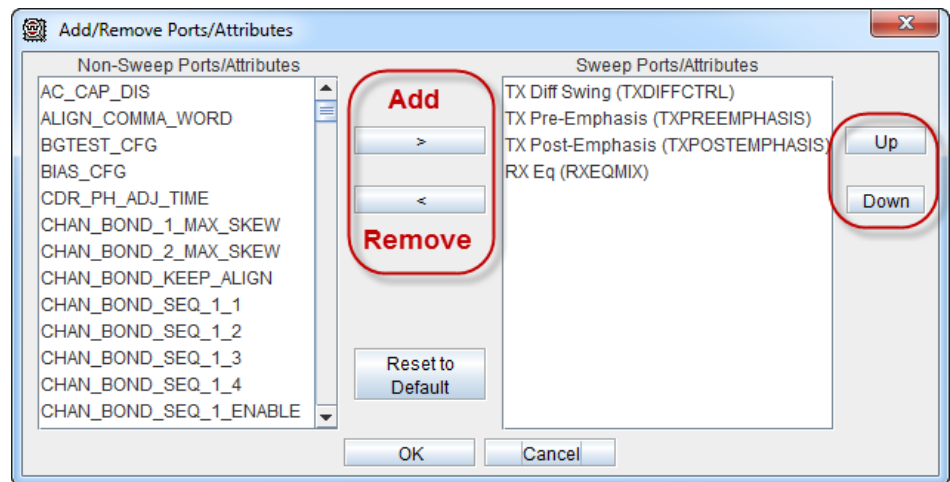 Add/Remove Ports/Attributes
Non-Sweep Ports/Attributes
AC_CAP_DIS
ALIGN_COMMA_WORD
BGTEST_CFG
BIAS_CFG
CDR_PH_ADJ_TIME
CHAN_BOND_1_MAX_SKEW
CHAN_BOND_2_MAX_SKEW
CHAN_BOND_KEEP_ALIGN
CHAN_BOND_SEQ_1_1
CHAN_BOND_SEQ_1_2
CHAN_BOND_SEQ_1_3
CHAN_BOND_SEQ_1_4
CHAN_BOND_SEQ_1_ENABLE
Add
>
<
Remove
Reset to
Default
Sweep Ports/Attributes
TX Diff Swing (TXDIFFCTRL)
TX Pre-Emphasis (TXPREEMPHASIS)
TX Post-Emphasis (TXPOSTEMPHASIS)
RX Eq (RXEQMIX)
Up
Down
OK
Cancel